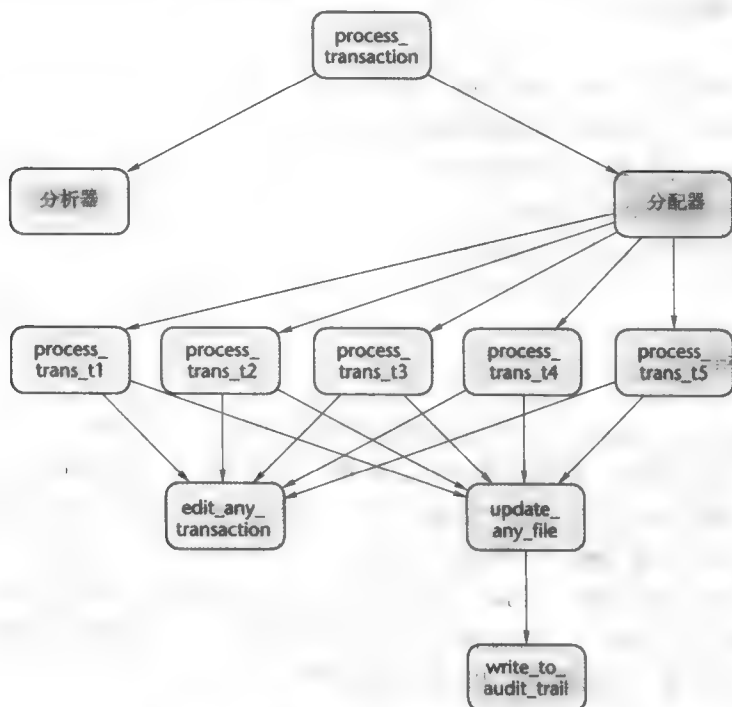 process_
transaction
分析器
分配器
process_
trans_t1
process_
trans_t2
process_
trans_t3
process_
trans_t4
process_
trans_t5
edit_any_
transaction
update_
any_file
write_to_
audit_trail